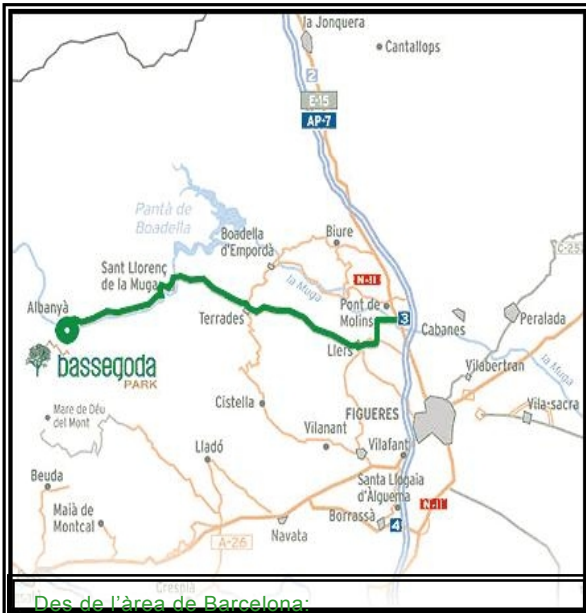 la Jonquera
Cantallops
2
E-15
AP-7
Pantà de
Boadella
Boadella
d'Empordà
Biure
C-25
Sant Llorenç
de la Muga
N-II
la Muga
Albanyà
Terrades
Pont de
Molins
3
Cabanes
Peralada
Llers
bassegoda
PARK
la Muga
Vilabertran
Cistella
FIGUERES
Vila-sacra
Mare de Déu
del Mont
Vilanant
Vilafant
Lladó
Beuda
Santa Llogaia
d'Àlguema
N-II
Maià de
Montcal
Borrassà
4
Navata
A-26
Crespià
Des de l'àrea de Barcelona: